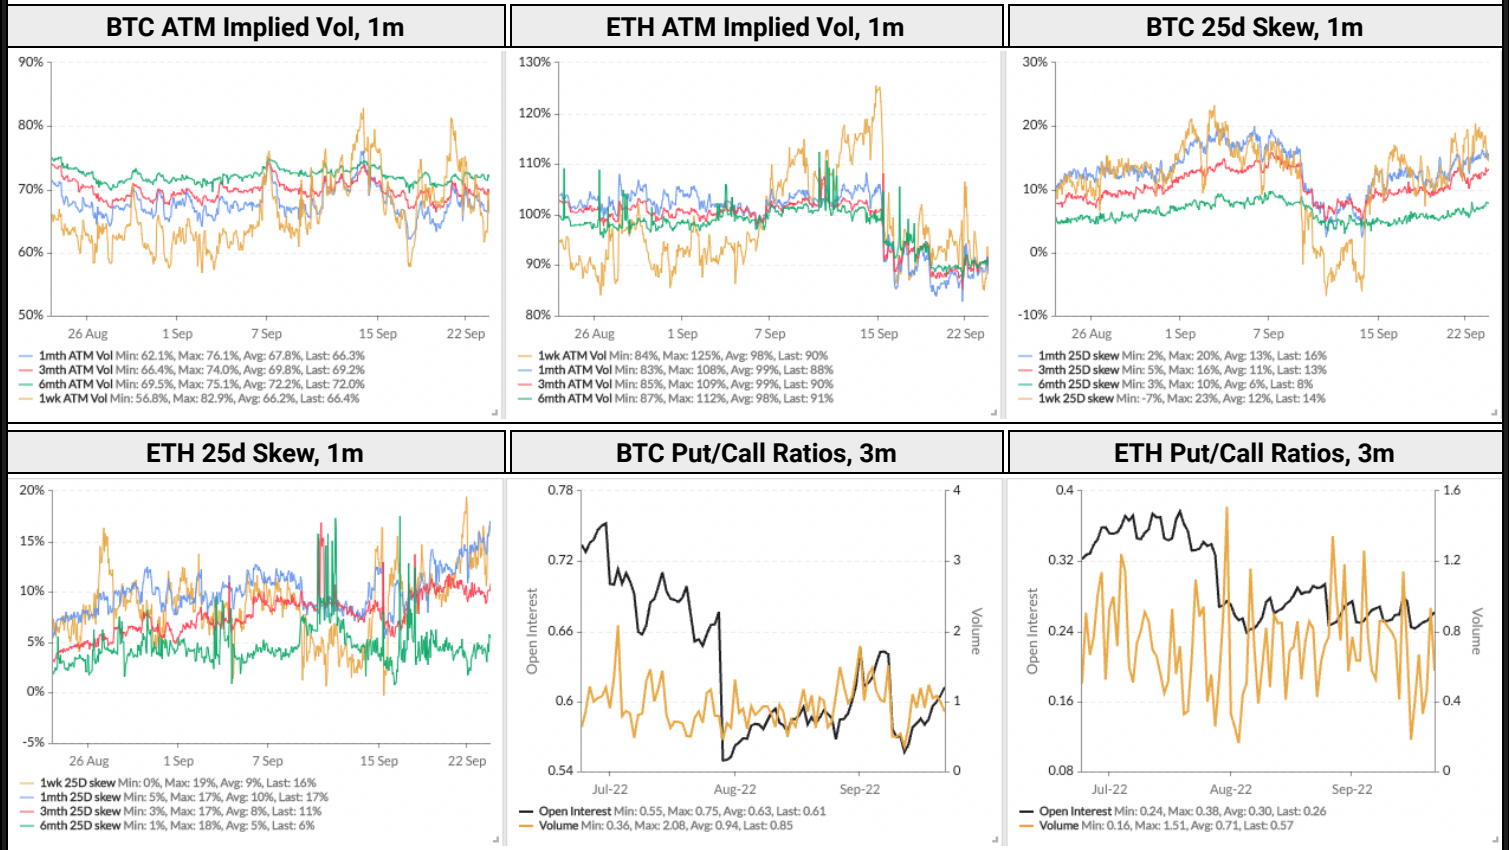 BTC ATM Implied Vol, 1m
90%
80%
70%
60%
50%
26 Aug 1 Sep 7 Sep 15 Sep 22 Sep
1mth ATM Vol Min: 62.1%, Max: 76.1%, Avg: 67.8%, Last: 66.3%
3mth ATM Vol Min: 66.4%, Max: 74.0%, Avg: 69.8%, Last: 69.2%
6mth ATM Vol Min: 69.5%, Max: 75.1%, Avg: 72.2%, Last: 72.0%
1wk ATM Vol Min: 56.8%, Max: 82.9%, Avg: 66.2%, Last: 66.4%
ETH ATM Implied Vol, 1m
130%
120%
110%
100%
90%
80%
26 Aug 1 Sep 7 Sep 15 Sep 22 Sep
1wk ATM Vol Min: 84%, Max: 125%, Avg: 98%, Last: 90%
1mth ATM Vol Min: 83%, Max: 108%, Avg: 99%, Last: 88%
3mth ATM Vol Min: 85%, Max: 109%, Avg: 99%, Last: 90%
6mth ATM Vol Min: 87%, Max: 112%, Avg: 98%, Last: 91%
BTC 25d Skew, 1m
30%
20%
10%
0%
-10%
26 Aug 1 Sep 7 Sep 15 Sep 22 Sep
1mth 25D skew Min: 2%, Max: 20%, Avg: 13%, Last: 16%
3mth 25D skew Min: 5%, Max: 16%, Avg: 11%, Last: 13%
6mth 25D skew Min: 3%, Max: 10%, Avg: 6%, Last: 8%
1wk 25D skew Min: -7%, Max: 23%, Avg: 12%, Last: 14%
ETH 25d Skew, 1m
20%
15%
10%
5%
0%
-5%
26 Aug 1 Sep 7 Sep 15 Sep 22 Sep
1wk 25D skew Min: 0%, Max: 19%, Avg: 9%, Last: 16%
1mth 25D skew Min: 5%, Max: 17%, Avg: 10%, Last: 17%
3mth 25D skew Min: 3%, Max: 17%, Avg: 8%, Last: 11%
6mth 25D skew Min: 1%, Max: 18%, Avg: 5%, Last: 6%
BTC Put/Call Ratios, 3m
0.78 4
0.72 3
0.66 2
0.6 1
0.54 0
Open Interest
Volume
Jul-22 Aug-22 Sep-22
Open Interest Min: 0.55, Max: 0.75, Avg: 0.63, Last: 0.61
Volume Min: 0.36, Max: 2.08, Avg: 0.94, Last: 0.85
ETH Put/Call Ratios, 3m
0.4 1.6
0.32 1.2
0.24 0.8
0.16 0.4
0.08 0
Open Interest
Volume
Jul-22 Aug-22 Sep-22
Open Interest Min: 0.24, Max: 0.38, Avg: 0.30, Last: 0.26
Volume Min: 0.16, Max: 1.51, Avg: 0.71, Last: 0.57